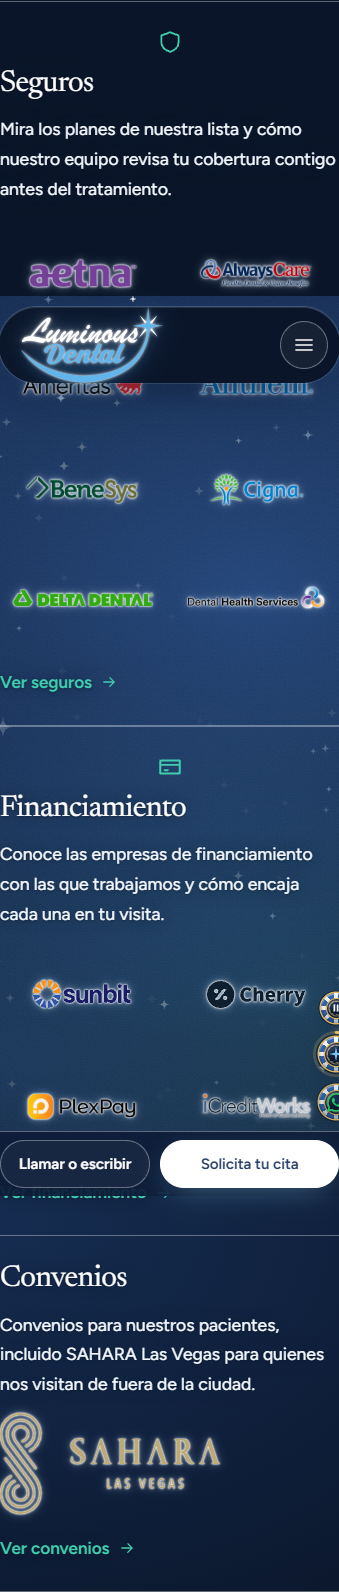 Seguros
Mira los planes de nuestra lista y cómo
nuestro equipo revisa tu cobertura contigo
antes del tratamiento.
aetna
AlwaysCare
Luminous
Dental
Ameritas
Anthem
BeneSys
Cigna
DELTA DENTAL
Dental Health Services
Ver seguros →
Financiamiento
Conoce las empresas de financiamiento
con las que trabajamos y cómo encaja
cada una en tu visita.
sunbit
Cherry
PlexPay
iCreditWorks
Llamar o escribir
Solicita tu cita
Ver financiamiento
Convenios
Convenios para nuestros pacientes,
incluido SAHARA Las Vegas para quienes
nos visitan de fuera de la ciudad.
SAHARA
LAS VEGAS
Ver convenios →